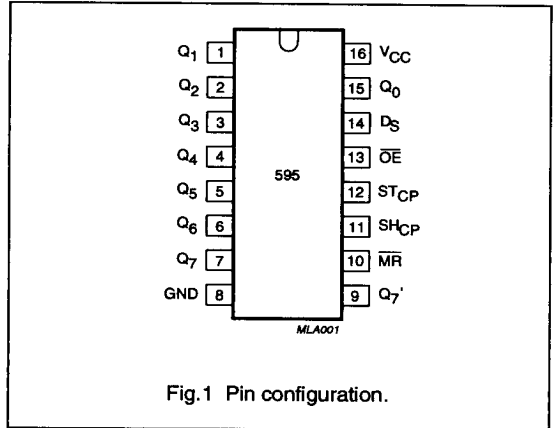 Q1 1 16 VCC
Q2 2 15 Q0
Q3 3 14 DS
Q4 4 13 OE
595
Q5 5 12 STCP
Q6 6 11 SHCP
Q7 7 10 MR
GND 8 9 Q7'
MLA001
Fig.1 Pin configuration.